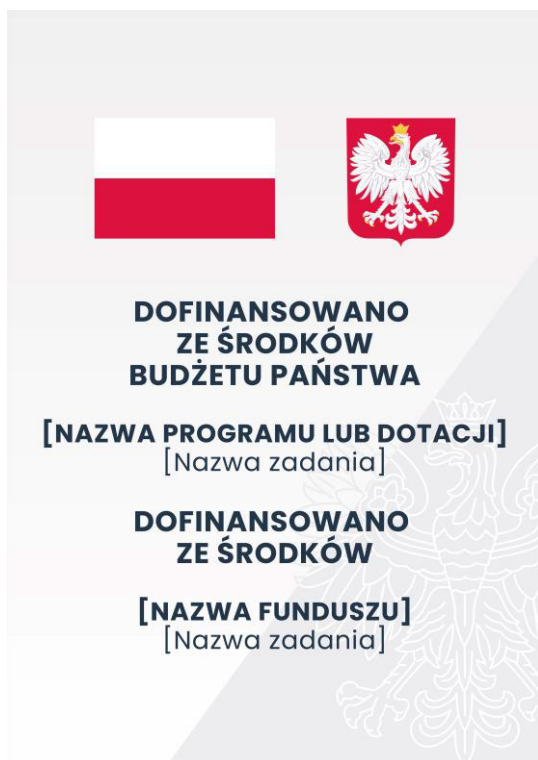 DOFINANSOWANO
ZE ŚRODKÓW
BUDŻETU PAŃSTWA
[NAZWA PROGRAMU LUB DOTACJI]
[Nazwa zadania]
DOFINANSOWANO
ZE ŚRODKÓW
[NAZWA FUNDUSZU]
[Nazwa zadania]